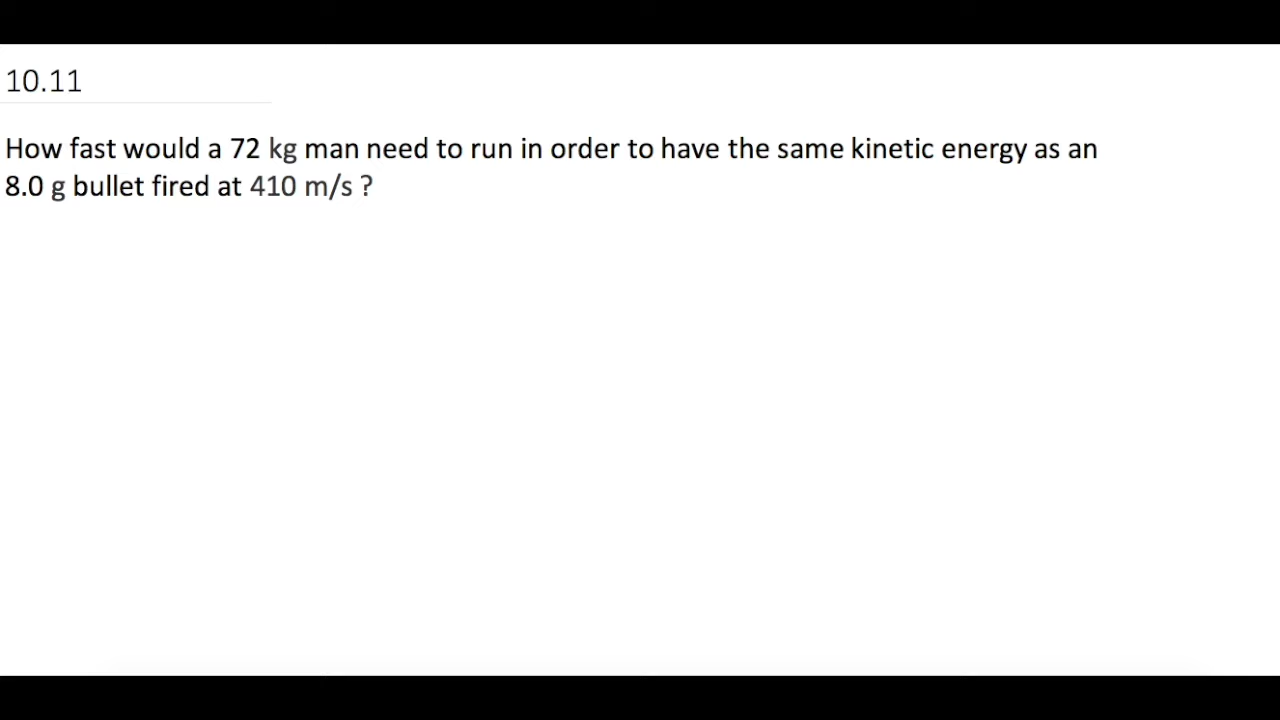 10.11
How fast would a 72 kg man need to run in order to have the same kinetic energy as an
8.0 g bullet fired at 410 m/s ?